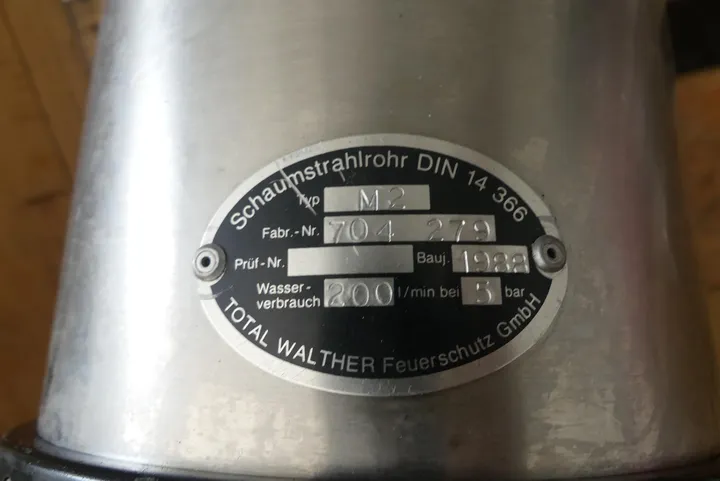 Schaumstrahlrohr DIN 14 366
Typ M2
Fabr.-Nr. 704 279
Prüf-Nr. Bauj. 1988
Wasser-
verbrauch 200 l/min bei 5 bar
TOTAL WALTHER Feuerschutz GmbH